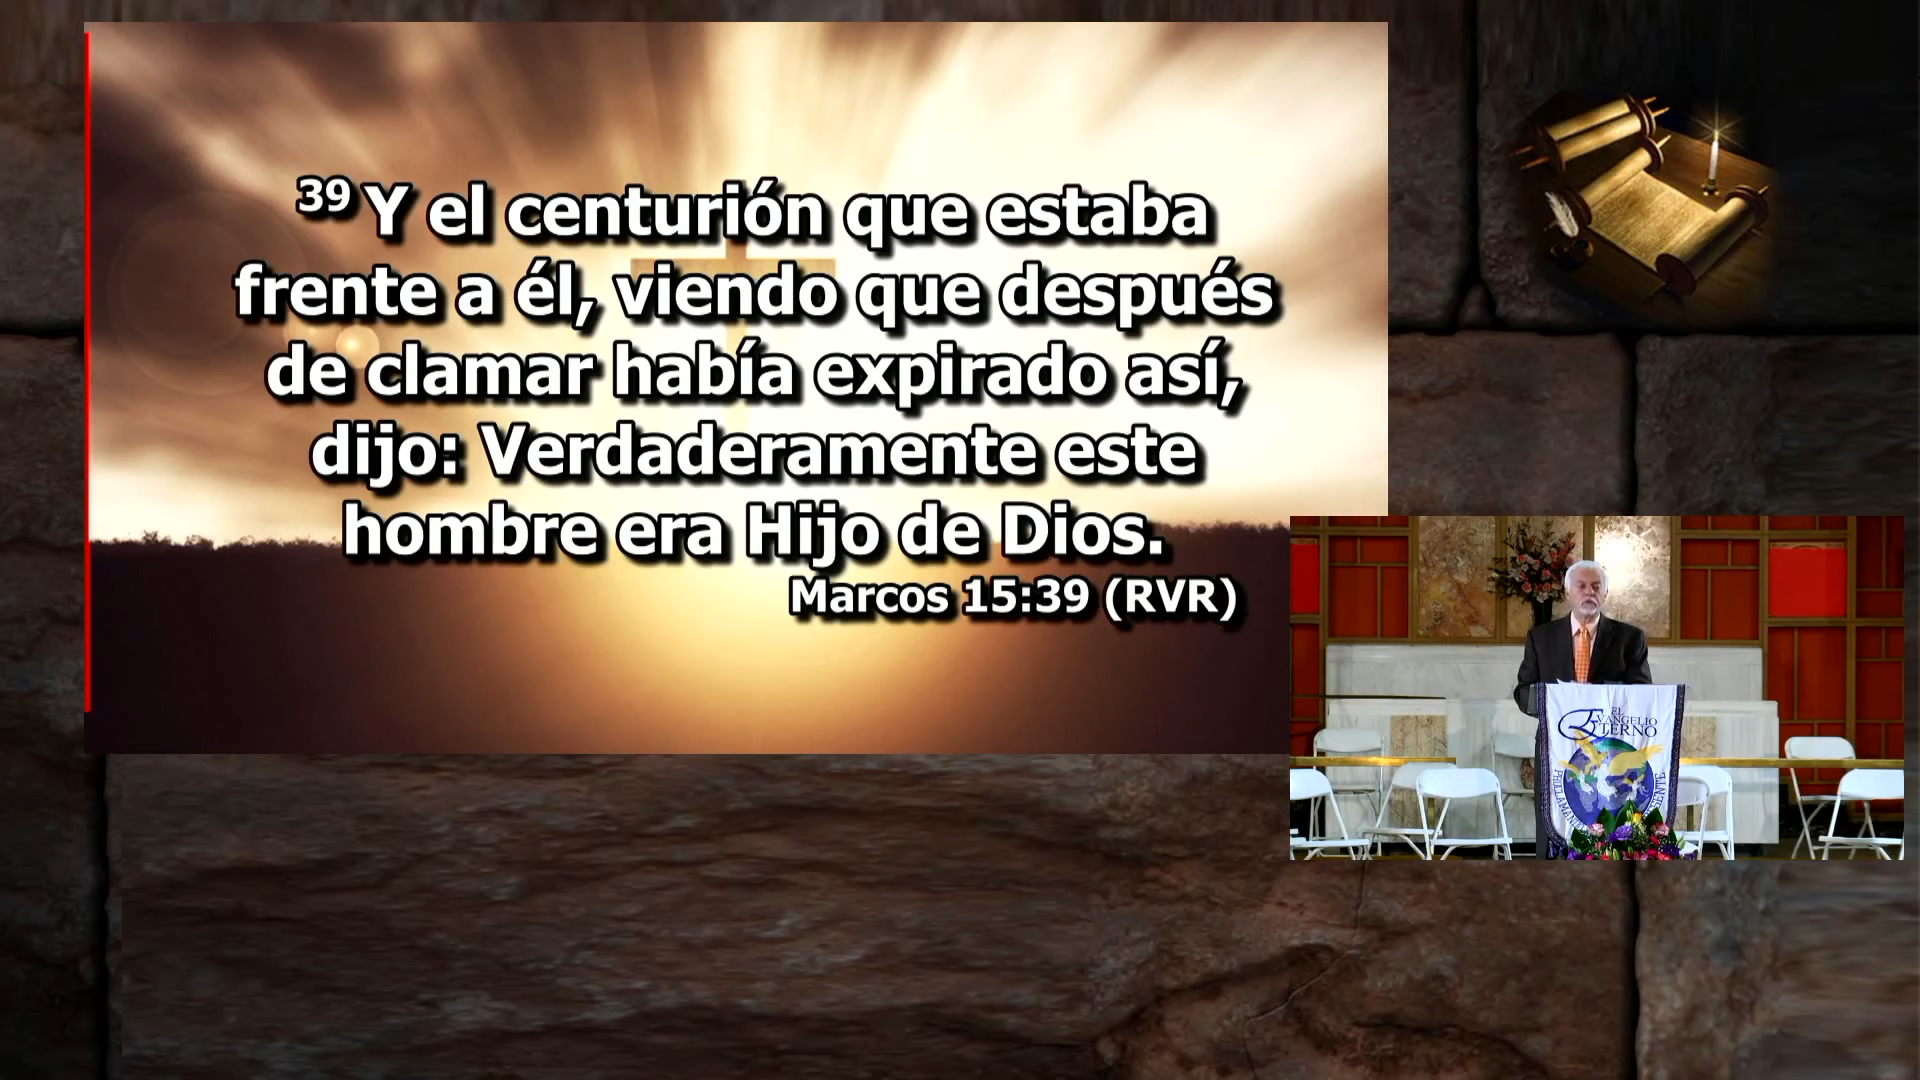 39 Y el centurión que estaba
frente a él, viendo que después
de clamar había expirado así,
dijo: Verdaderamente este
hombre era Hijo de Dios.
Marcos 15:39 (RVR)
EL
EVANGELIO
ETERNO